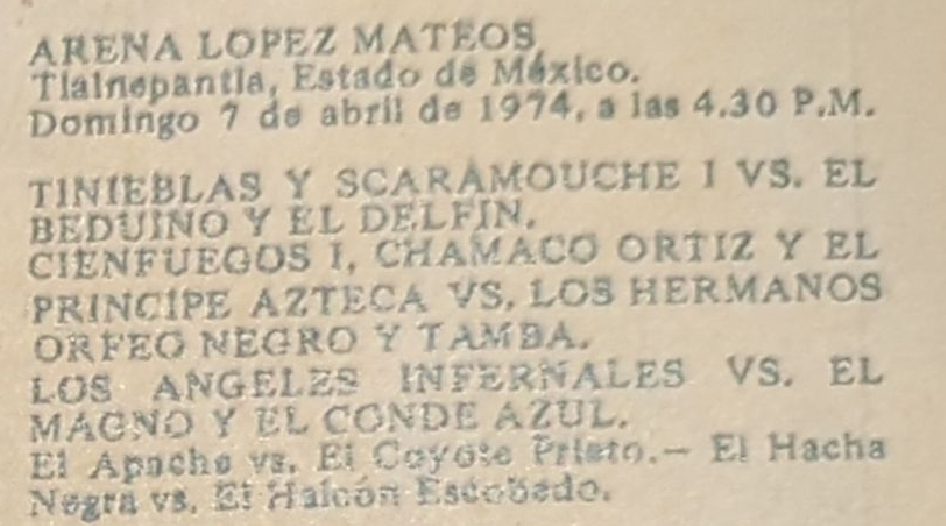 ARENA LOPEZ MATEOS,
Tlalnepantla, Estado de México.
Domingo 7 de abril de 1974, a las 4.30 P.M.
TINIEBLAS Y SCARAMOUCHE I VS. EL
BEDUINO Y EL DELFIN.
CIENFUEGOS I, CHAMACO ORTIZ Y EL
PRINCIPE AZTECA VS. LOS HERMANOS
ORFEO NEGRO Y TAMBA.
LOS ANGELES INFERNALES VS. EL
MAGNO Y EL CONDE AZUL.
El Apache vs. El Coyote Prieto.— El Hacha
Negra vs. El Halcón Escobedo.